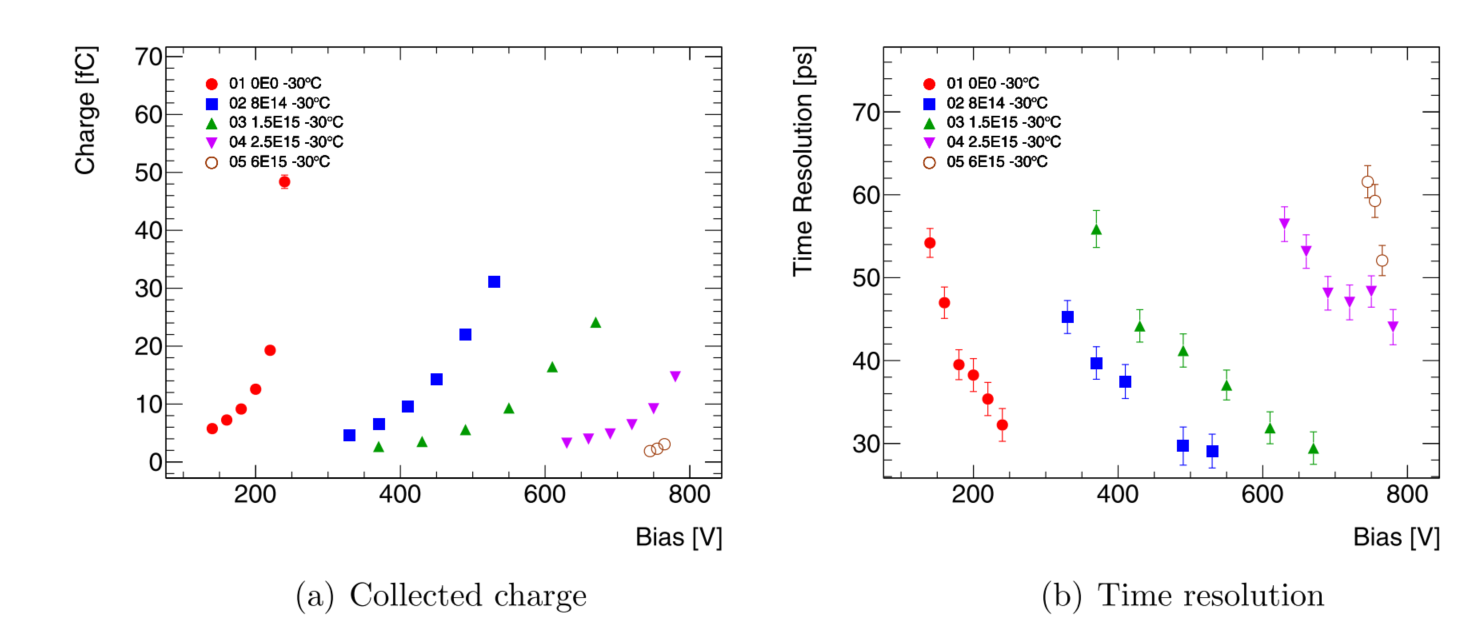 Charge [fC]
70
60
50
40
30
20
10
0
01 0E0 -30°C
02 8E14 -30°C
03 1.5E15 -30°C
04 2.5E15 -30°C
05 6E15 -30°C
200 400 600 800
Bias [V]
(a) Collected charge
Time Resolution [ps]
70
60
50
40
30
01 0E0 -30°C
02 8E14 -30°C
03 1.5E15 -30°C
04 2.5E15 -30°C
05 6E15 -30°C
200 400 600 800
Bias [V]
(b) Time resolution